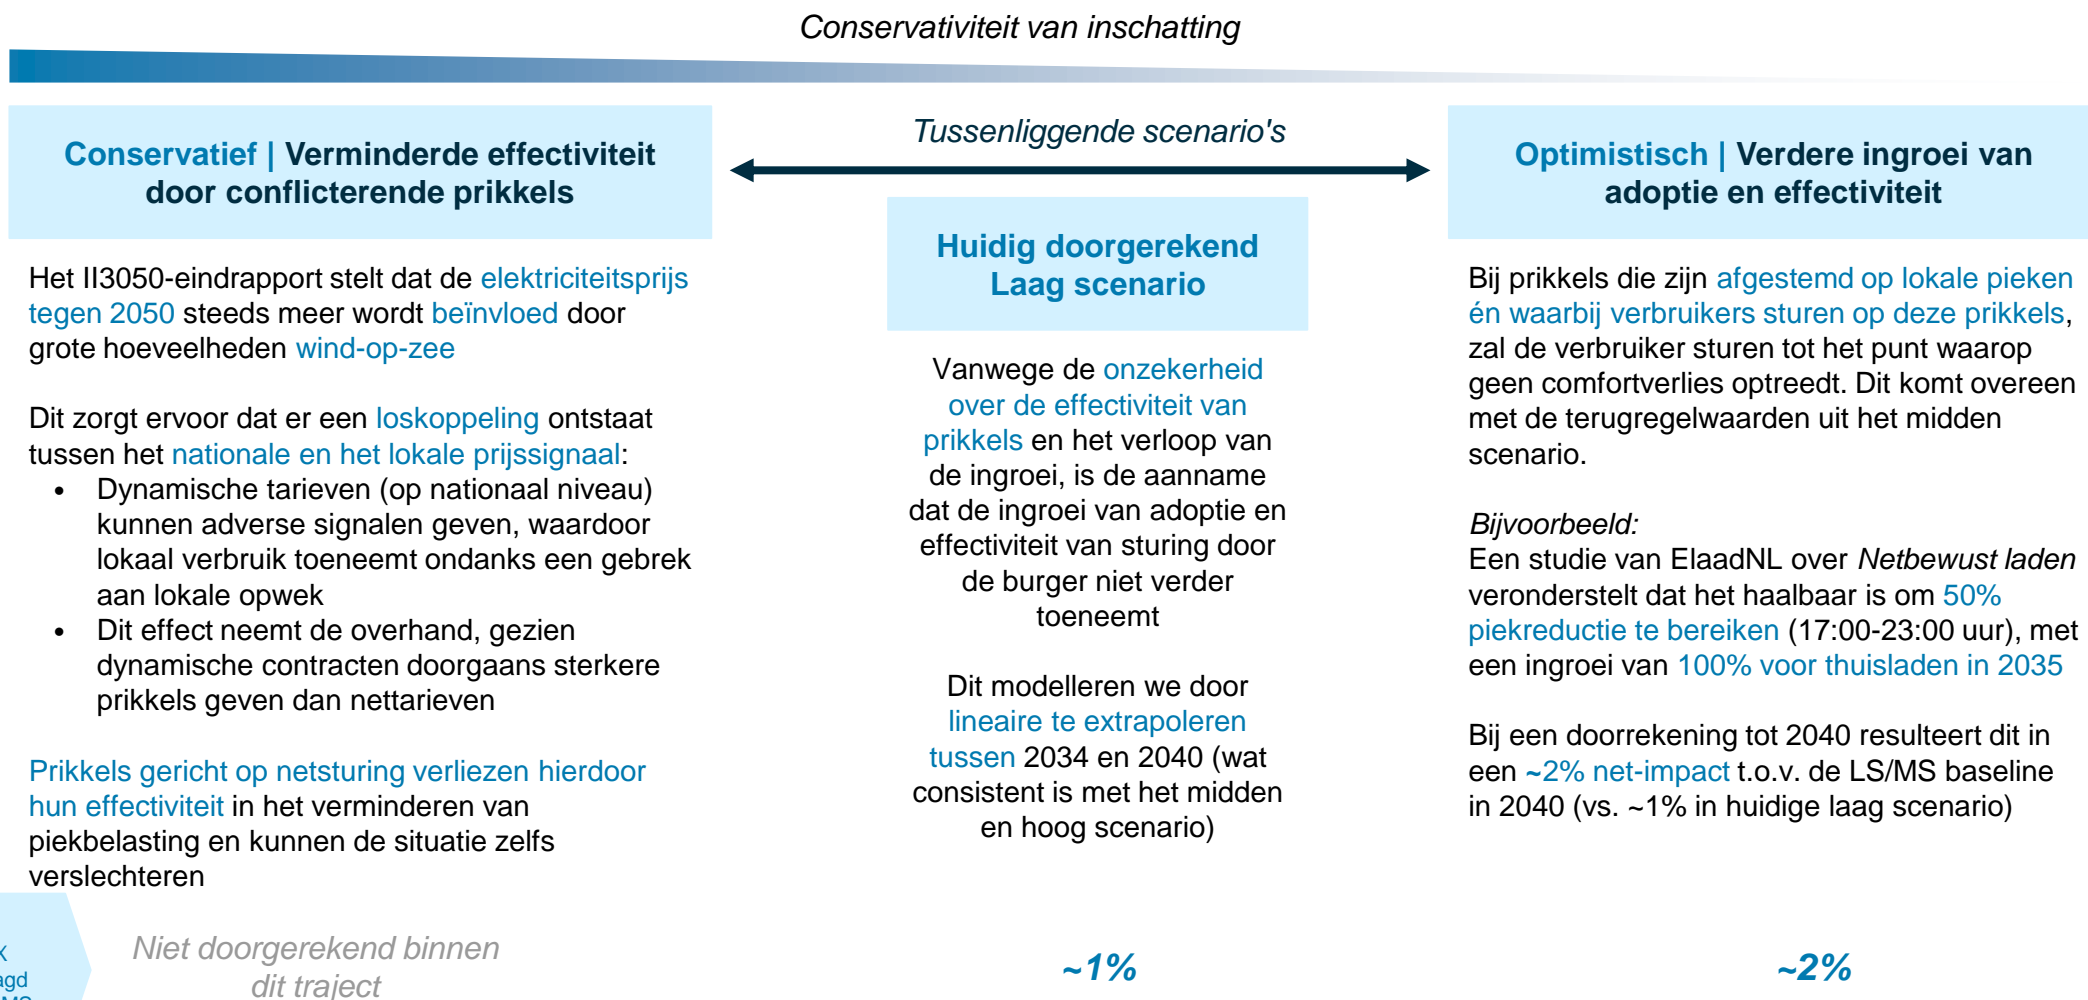 Conservativiteit van inschatting
Conservatief | Verminderde effectiviteit
door conflicterende prikkels
Het II3050-eindrapport stelt dat de elektriciteitsprijs
tegen 2050 steeds meer wordt beïnvloed door
grote hoeveelheden wind-op-zee
Dit zorgt ervoor dat er een loskoppeling ontstaat
tussen het nationale en het lokale prijssignaal:
• Dynamische tarieven (op nationaal niveau)
kunnen adverse signalen geven, waardoor
lokaal verbruik toeneemt ondanks een gebrek
aan lokale opwek
• Dit effect neemt de overhand, gezien
dynamische contracten doorgaans sterkere
prikkels geven dan nettarieven
Prikkels gericht op netsturing verliezen hierdoor
hun effectiviteit in het verminderen van
piekbelasting en kunnen de situatie zelfs
verslechteren
Niet doorgerekend binnen
dit traject
Tussenliggende scenario's
Huidig doorgerekend
Laag scenario
Vanwege de onzekerheid
over de effectiviteit van
prikkels en het verloop van
de ingroei, is de aanname
dat de ingroei van adoptie en
effectiviteit van sturing door
de burger niet verder
toeneemt
Dit modelleren we door
lineaire te extrapoleren
tussen 2034 en 2040 (wat
consistent is met het midden
en hoog scenario)
~1%
Optimistisch | Verdere ingroei van
adoptie en effectiviteit
Bij prikkels die zijn afgestemd op lokale pieken
én waarbij verbruikers sturen op deze prikkels,
zal de verbruiker sturen tot het punt waarop
geen comfortverlies optreedt. Dit komt overeen
met de terugregelwaarden uit het midden
scenario.
Bijvoorbeeld:
Een studie van ElaadNL over Netbewust laden
veronderstelt dat het haalbaar is om 50%
piekreductie te bereiken (17:00-23:00 uur), met
een ingroei van 100% voor thuisladen in 2035
Bij een doorrekening tot 2040 resulteert dit in
een ~2% net-impact t.o.v. de LS/MS baseline
in 2040 (vs. ~1% in huidige laag scenario)
~2%